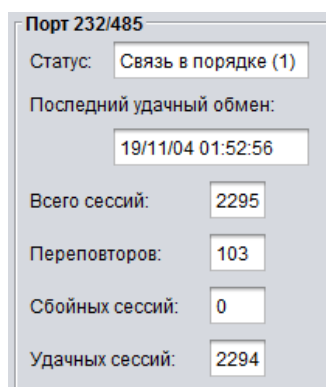 Порт 232/485
Статус: Связь в порядке (1)
Последний удачный обмен:
19/11/04 01:52:56
Всего сессий: 2295
Переповторов: 103
Сбойных сессий: 0
Удачных сессий: 2294